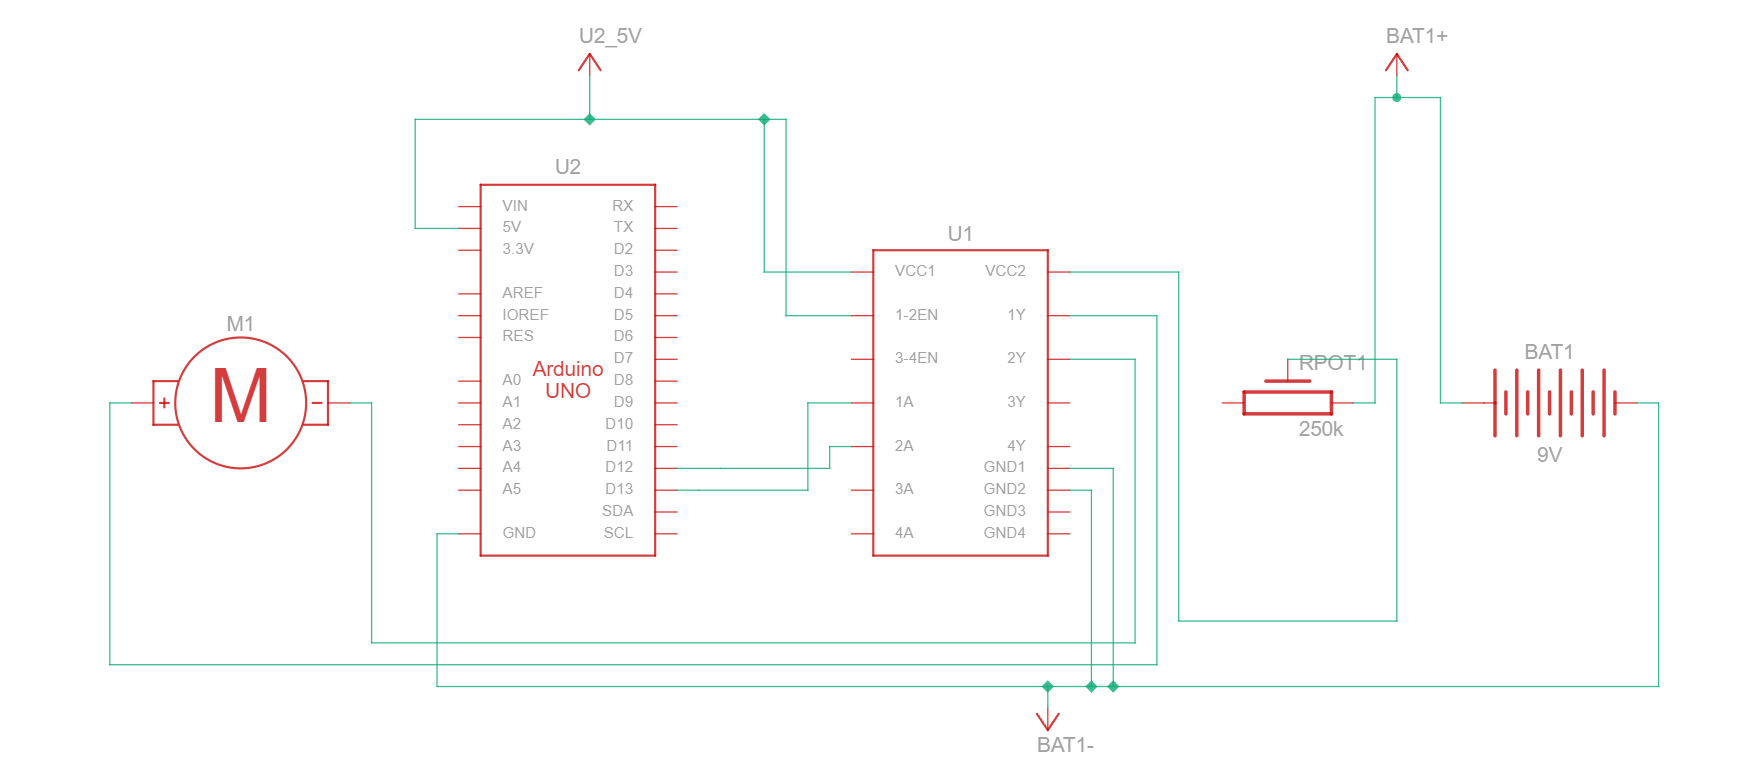 U2_5V
BAT1+
U2
VIN
RX
5V
TX
3.3V
D2
D3
AREF
D4
IOREF
D5
RES
D6
D7
Arduino
UNO
A0
D8
A1
D9
A2
D10
A3
D11
A4
D12
A5
D13
SDA
GND
SCL
U1
VCC1
VCC2
1-2EN
1Y
3-4EN
2Y
1A
3Y
2A
4Y
GND1
3A
GND2
GND3
4A
GND4
M1
M
+
−
RPOT1
250k
BAT1
9V
BAT1-